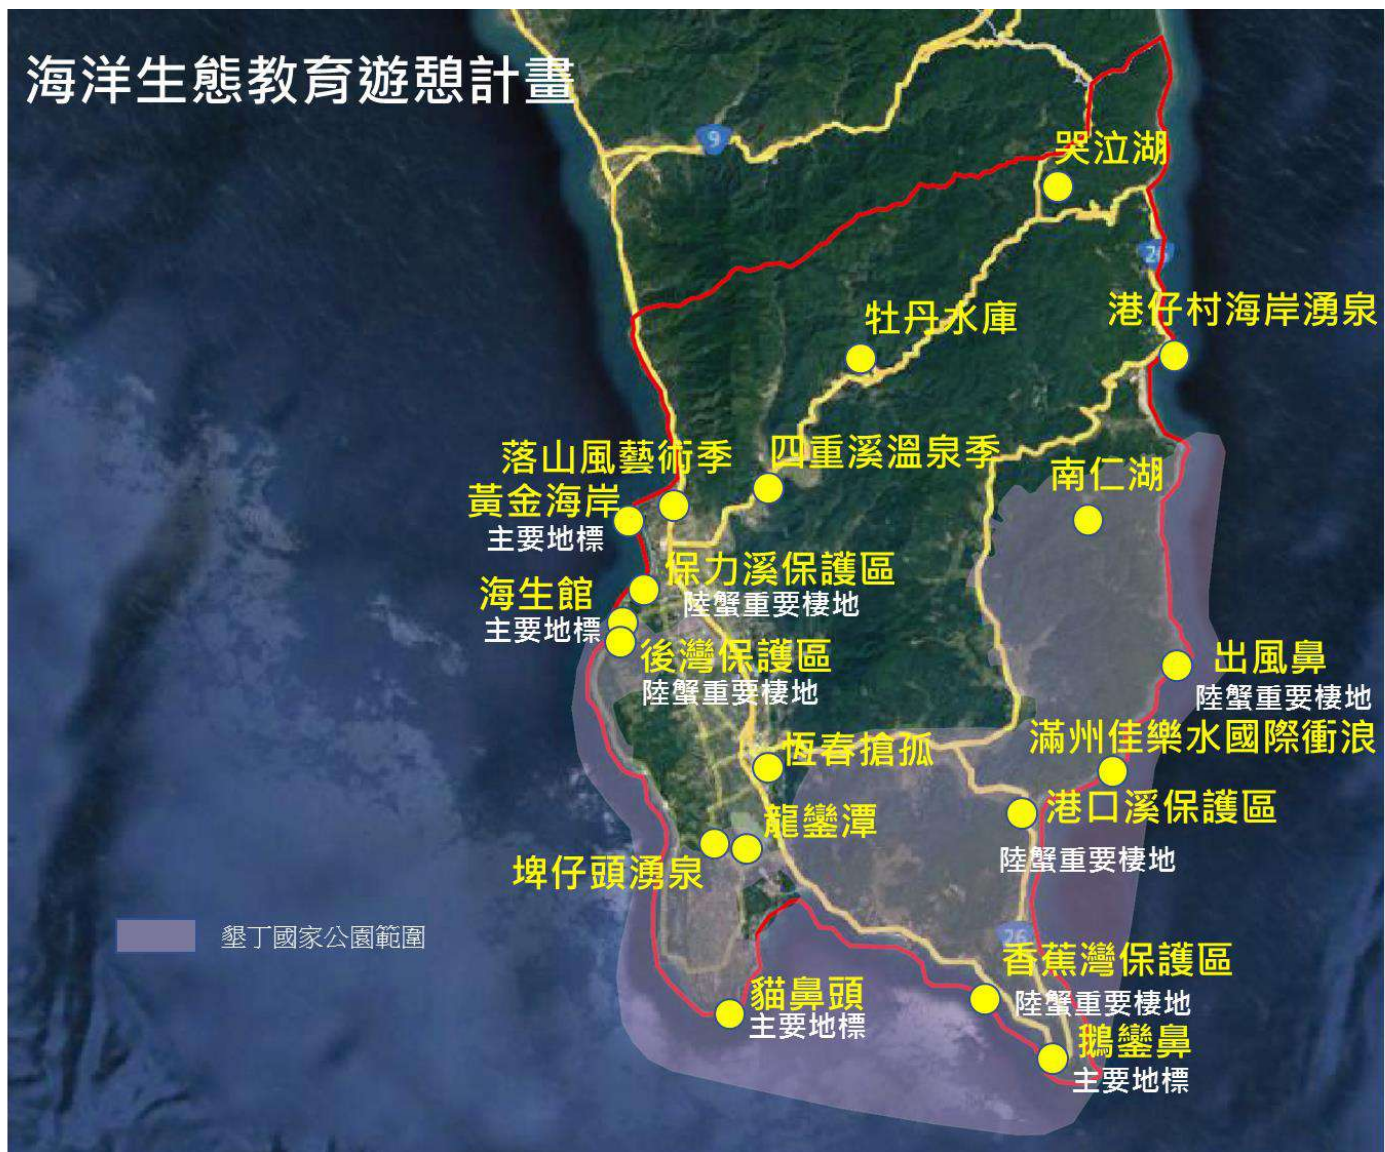 海洋生態教育遊憩計畫
9
哭泣湖
26
港仔村海岸湧泉
牡丹水庫
落山風藝術季
四重溪溫泉季
南仁湖
黃金海岸
主要地標
保力溪保護區
陸蟹重要棲地
海生館
主要地標
後灣保護區
陸蟹重要棲地
出風鼻
陸蟹重要棲地
滿州佳樂水國際衝浪
恆春搶孤
港口溪保護區
陸蟹重要棲地
龍鑾潭
埤仔頭湧泉
墾丁國家公園範圍
26
香蕉灣保護區
陸蟹重要棲地
貓鼻頭
主要地標
鵝鑾鼻
主要地標